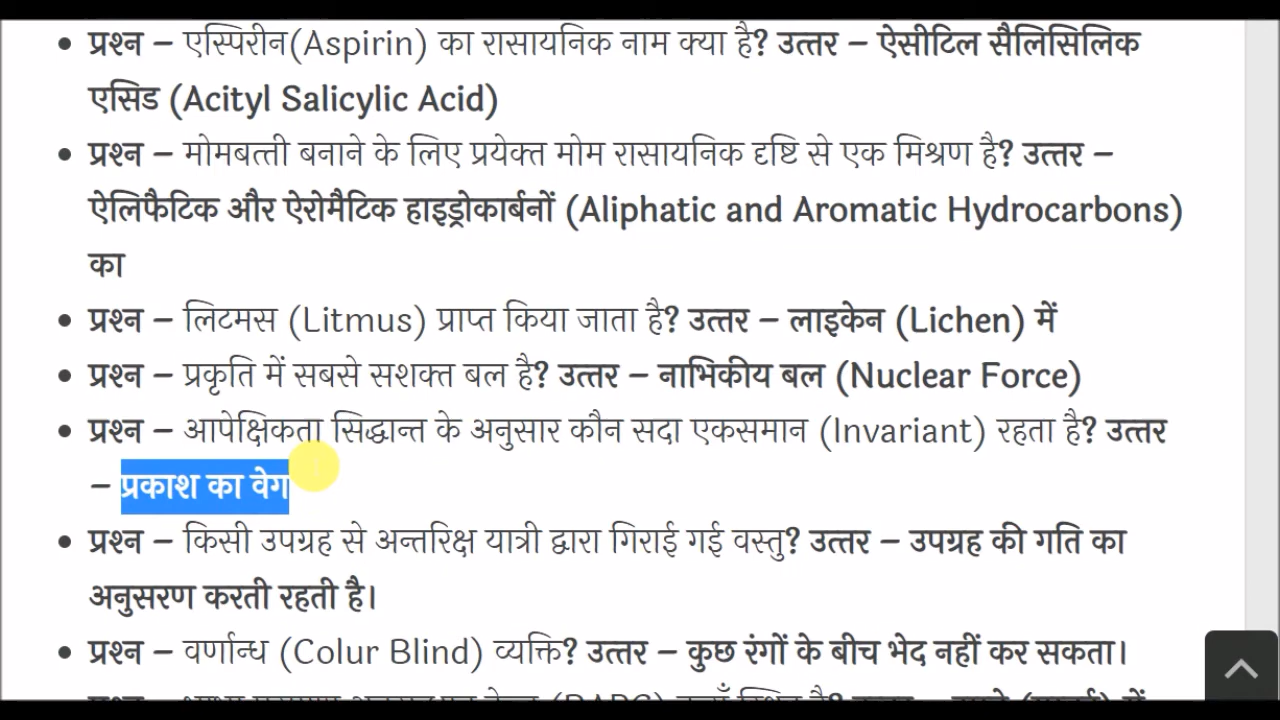 • प्रश्न – एस्पिरीन(Aspirin) का रासायनिक नाम क्या है? उत्तर – ऐसीटिल सैलिसिलिक
एसिड (Acityl Salicylic Acid)
• प्रश्न – मोमबत्ती बनाने के लिए प्रयेक्त मोम रासायनिक दृष्टि से एक मिश्रण है? उत्तर –
ऐलिफैटिक और ऐरोमैटिक हाइड्रोकार्बनों (Aliphatic and Aromatic Hydrocarbons)
का
• प्रश्न – लिटमस (Litmus) प्राप्त किया जाता है? उत्तर – लाइकेन (Lichen) में
• प्रश्न – प्रकृति में सबसे सशक्त बल है? उत्तर – नाभिकीय बल (Nuclear Force)
• प्रश्न – आपेक्षिकता सिद्धान्त के अनुसार कौन सदा एकसमान (Invariant) रहता है? उत्तर
– प्रकाश का वेग
• प्रश्न – किसी उपग्रह से अन्तरिक्ष यात्री द्वारा गिराई गई वस्तु? उत्तर – उपग्रह की गति का
अनुसरण करती रहती है।
• प्रश्न – वर्णान्ध (Colur Blind) व्यक्ति? उत्तर – कुछ रंगों के बीच भेद नहीं कर सकता।